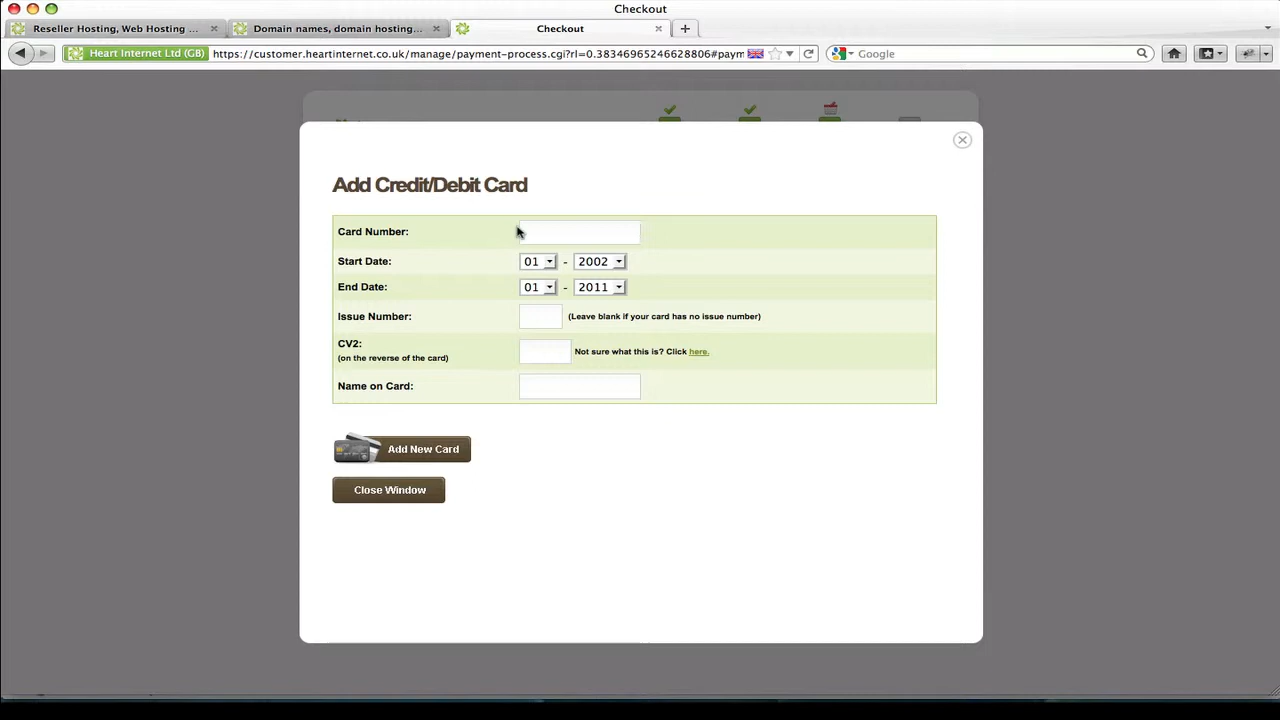 Checkout
Reseller Hosting, Web Hosting ...
Domain names, domain hosting...
Checkout
Heart Internet Ltd (GB)
https://customer.heartinternet.co.uk/manage/payment-process.cgi?rl=0.38346965246628806#paym
Google
Add Credit/Debit Card
Card Number:
Start Date: 01 - 2002
End Date: 01 - 2011
Issue Number: (Leave blank if your card has no issue number)
CV2: Not sure what this is? Click here.
(on the reverse of the card)
Name on Card:
Add New Card
Close Window